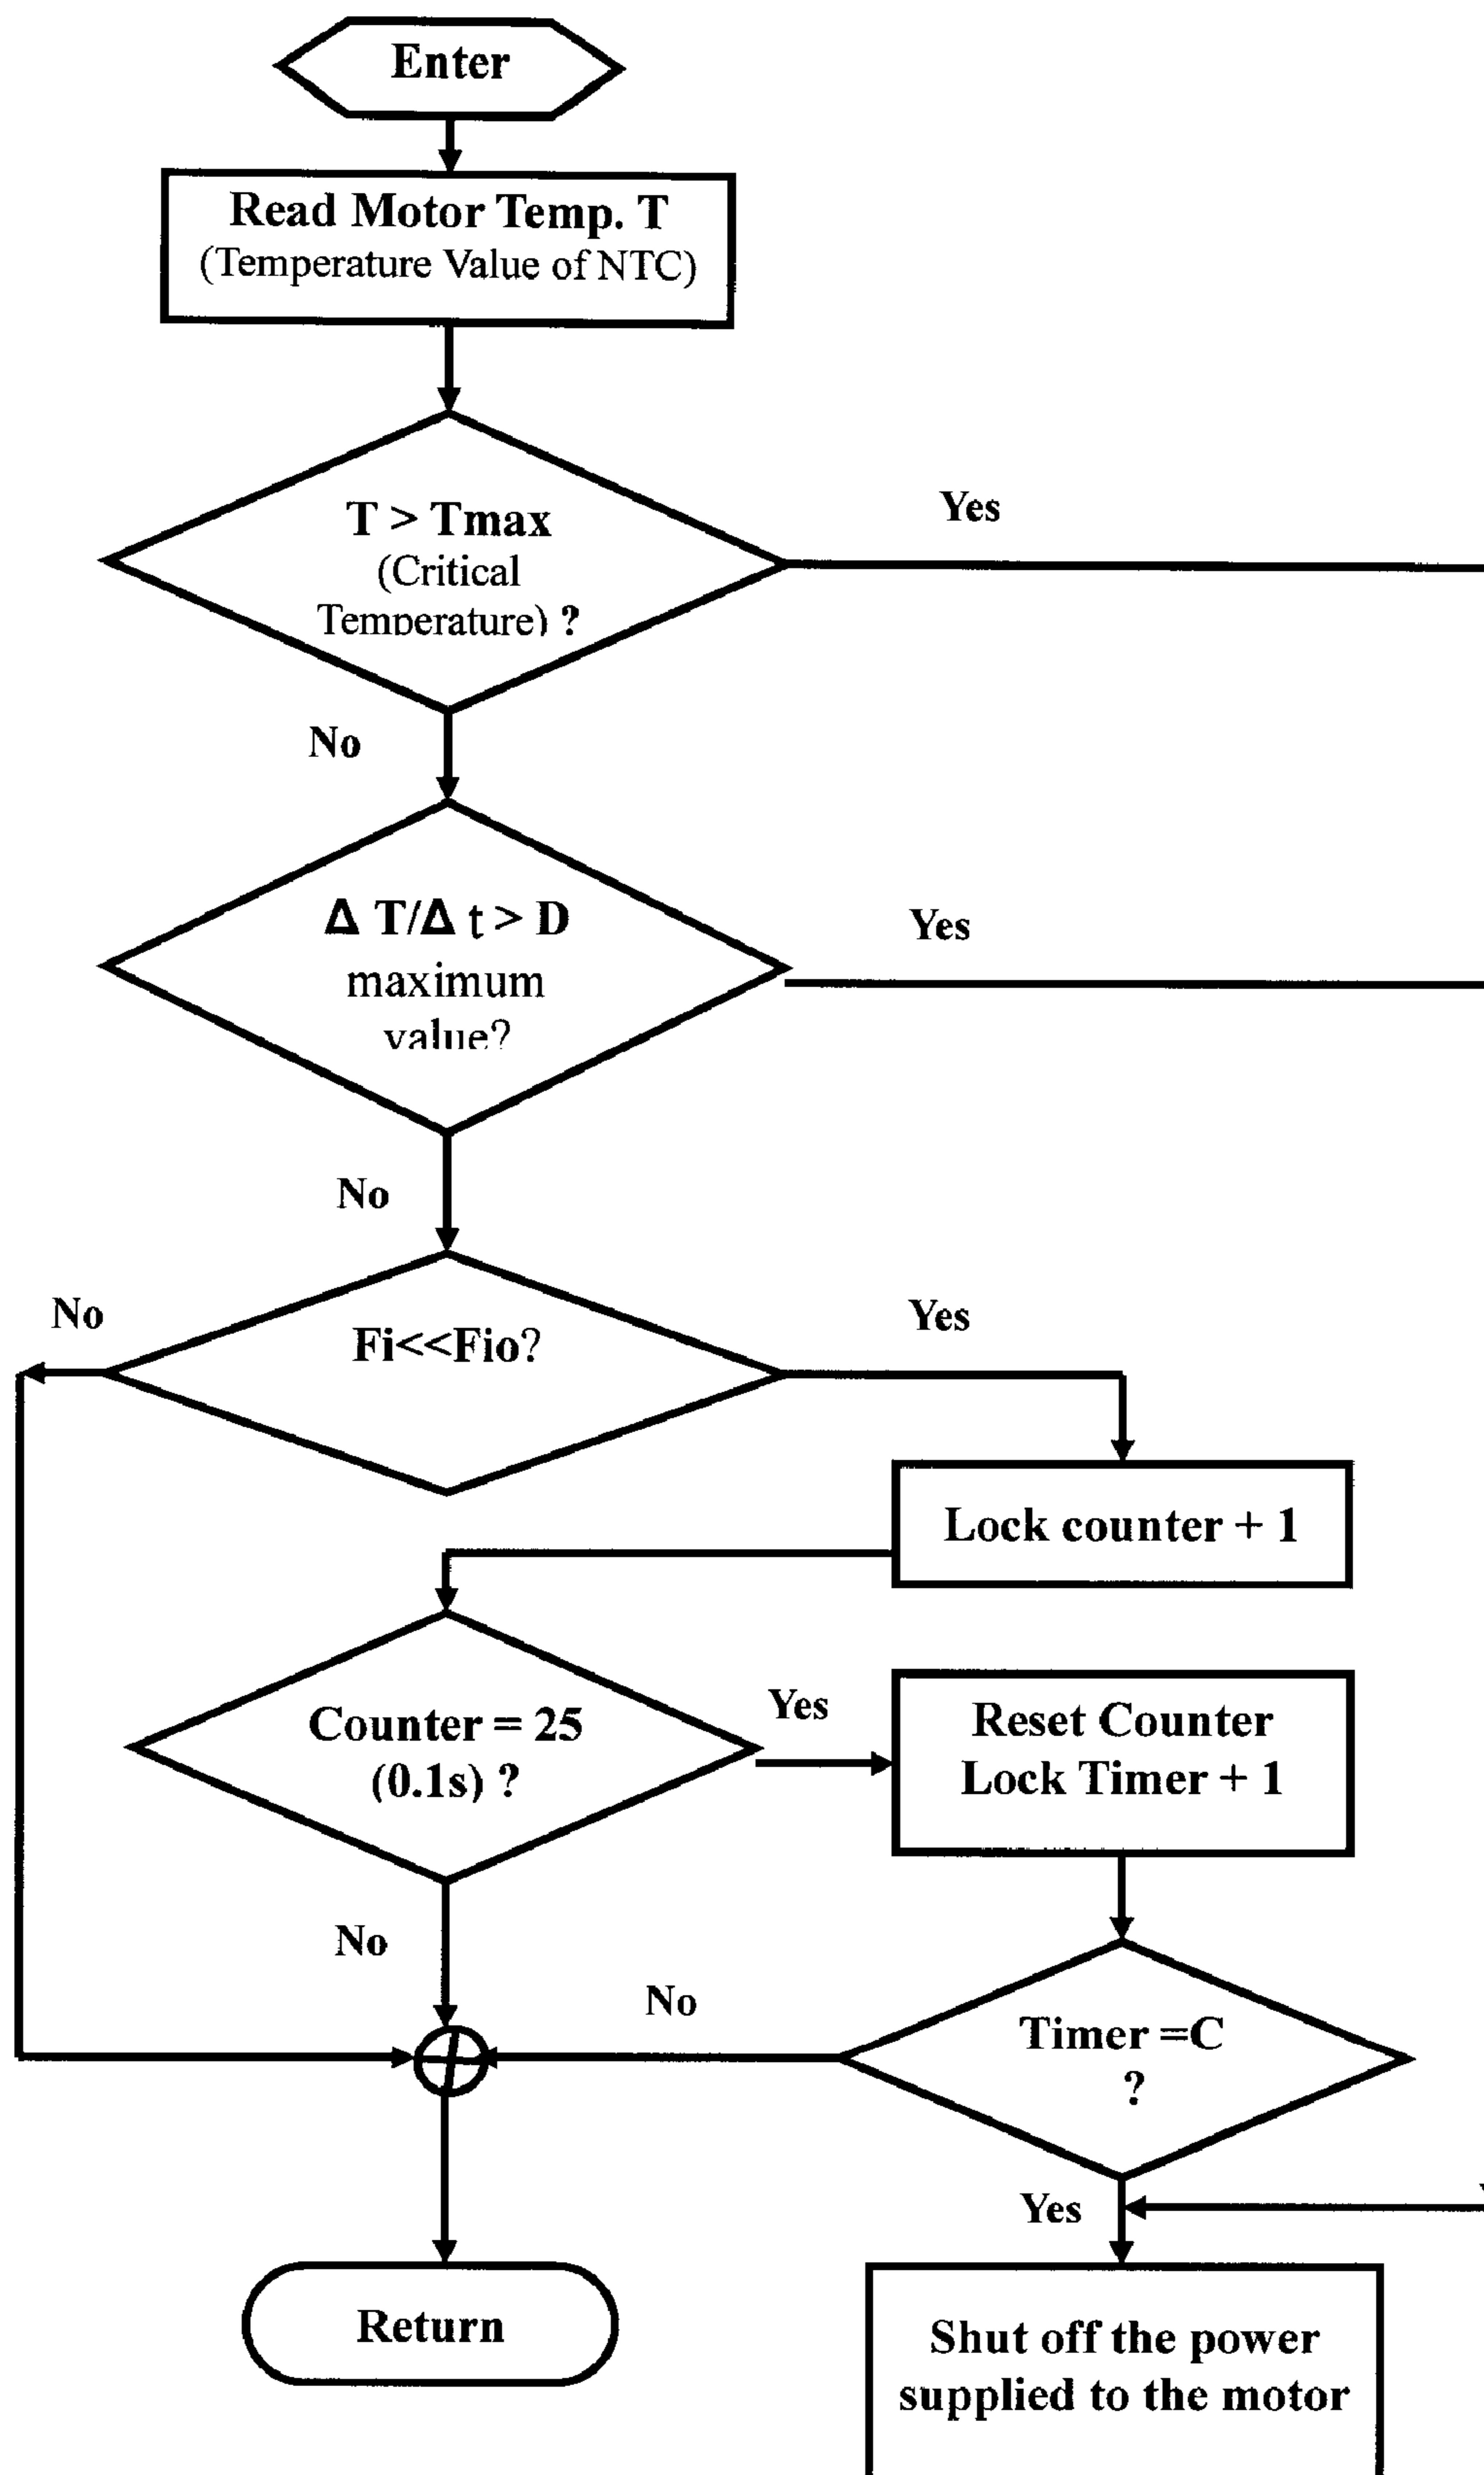 Enter
Read Motor Temp. T
(Temperature Value of NTC)
T > Tmax
(Critical
Temperature) ?
Yes
No
Δ T/Δ t > D
maximum
value?
Yes
No
No
Fi<<Fio?
Yes
Lock counter + 1
Counter = 25
(0.1s) ?
Yes
Reset Counter
Lock Timer + 1
No
No
Timer =C
?
Yes
Return
Shut off the power
supplied to the motor